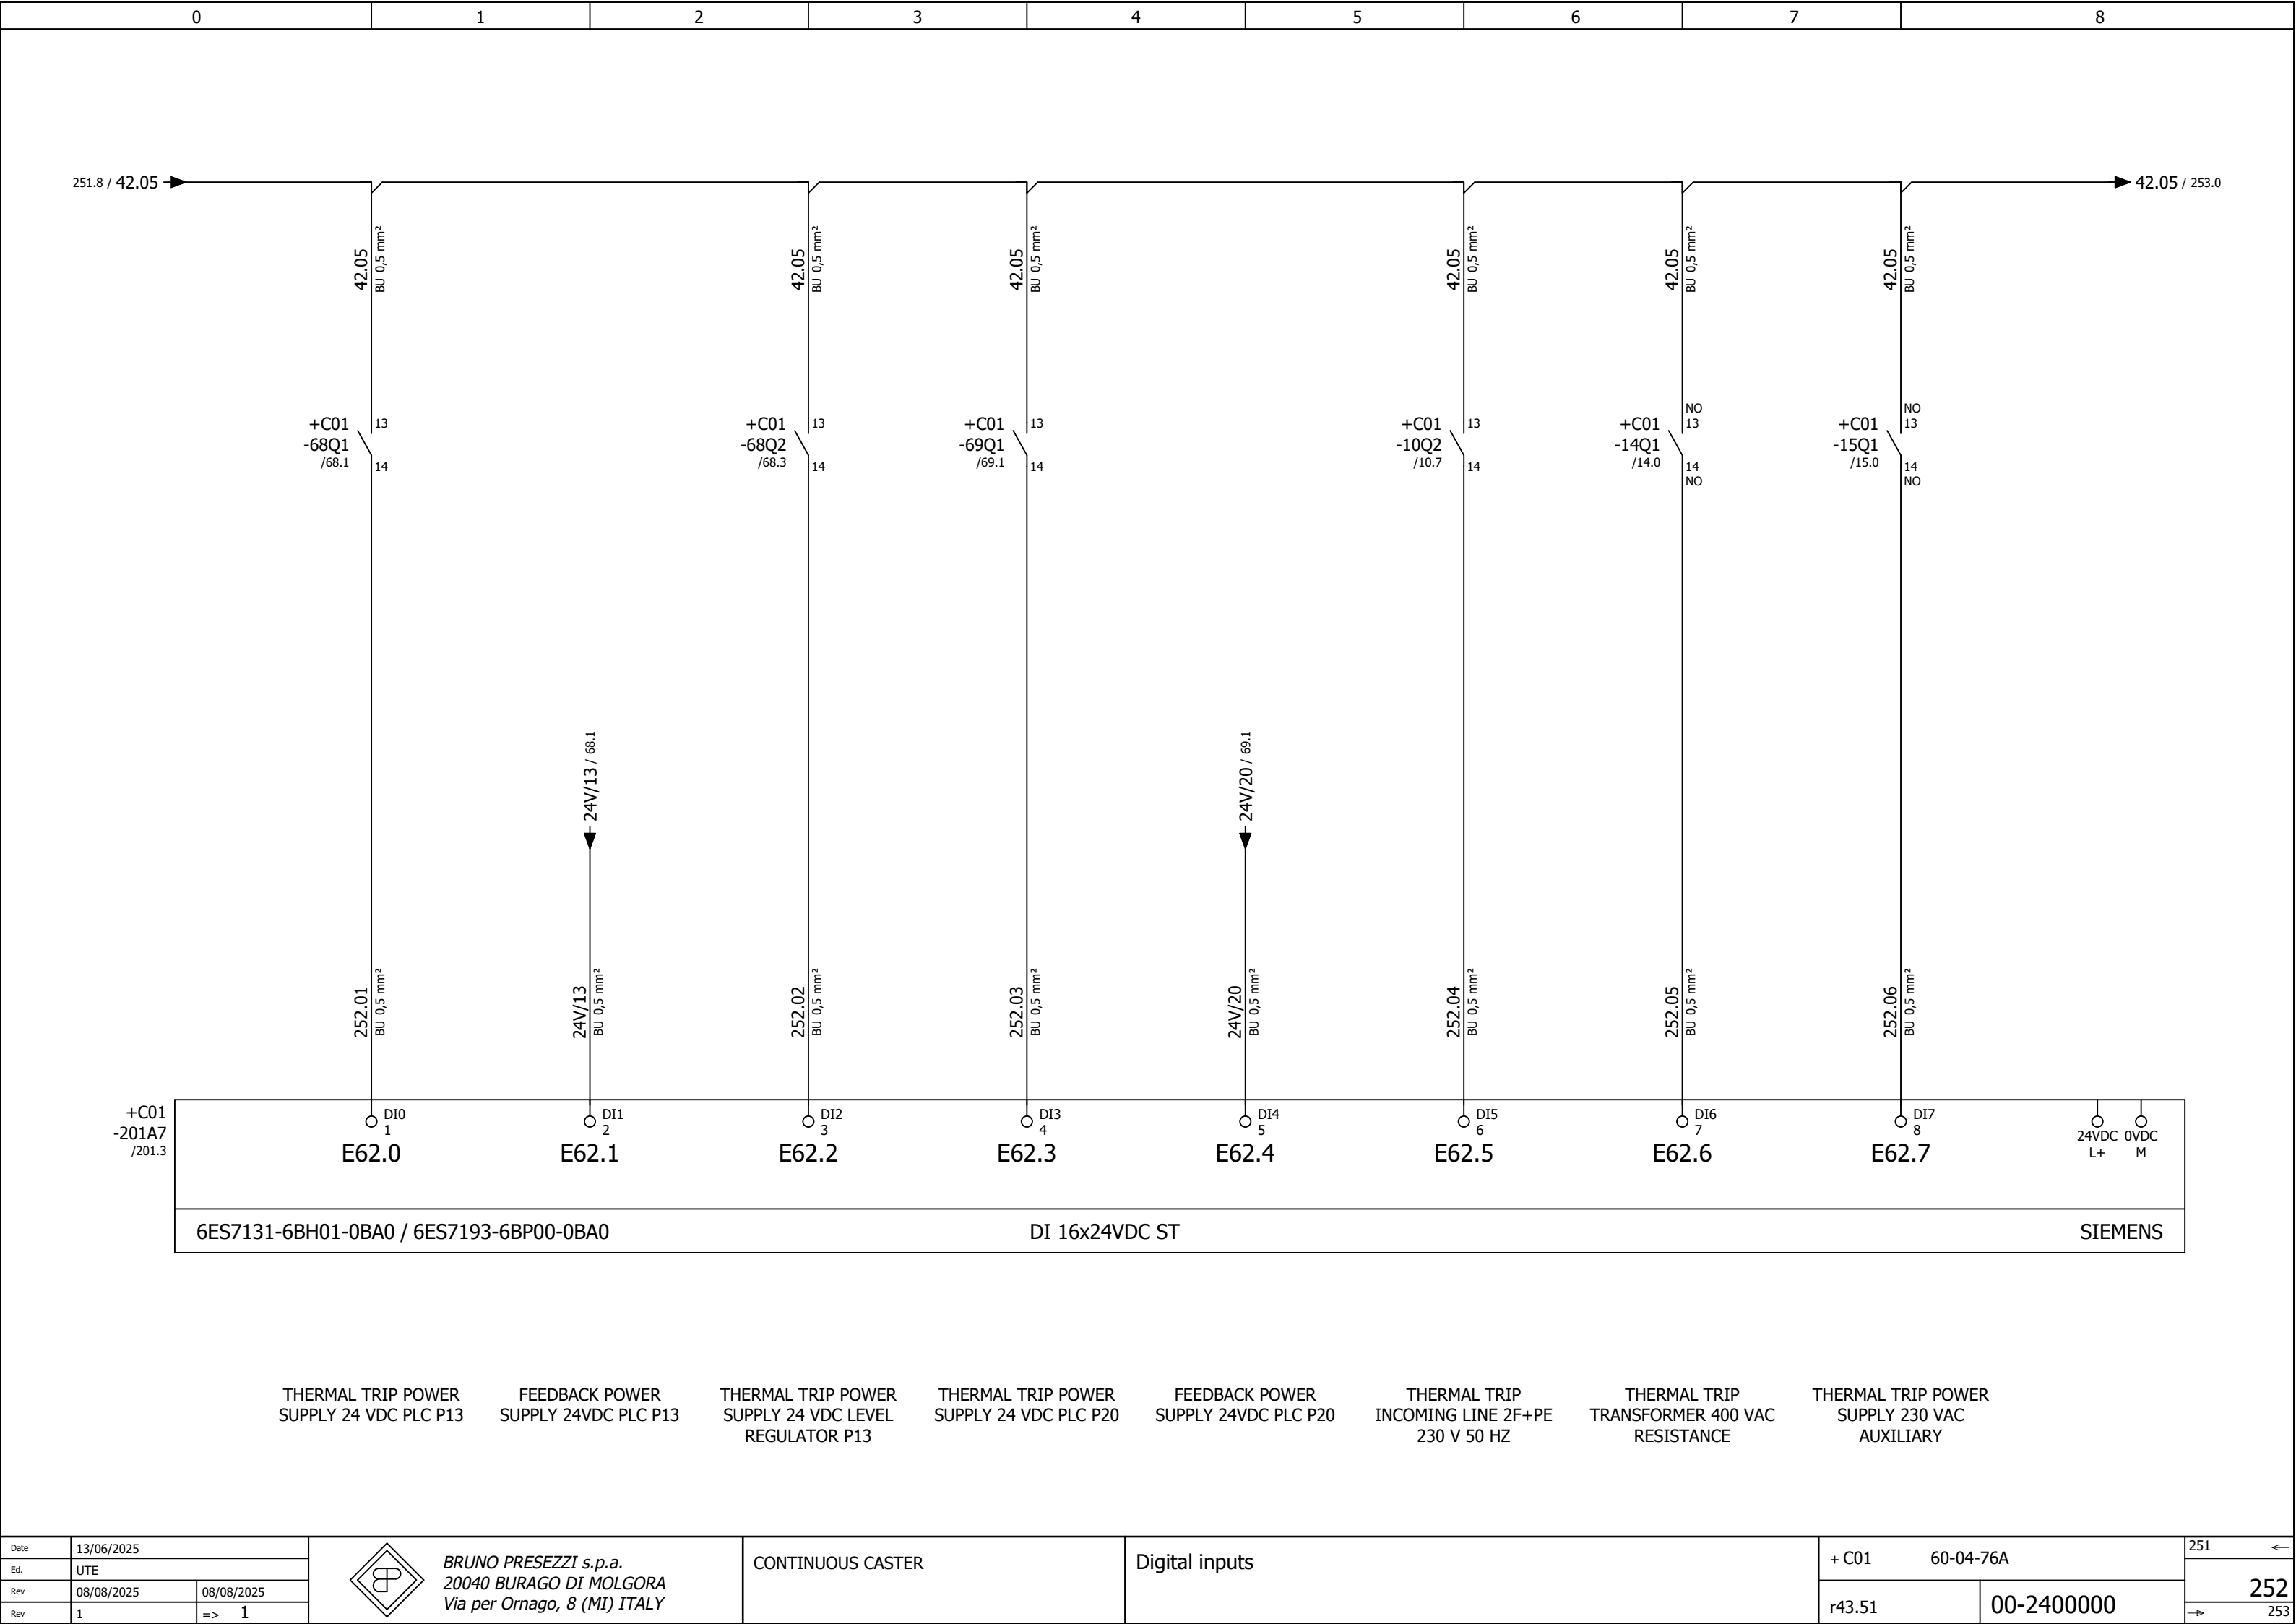 0 1 2 3 4 5 6 7 8
251.8 / 42.05
42.05 / 253.0
42.05 BU 0,5 mm²
42.05 BU 0,5 mm²
42.05 BU 0,5 mm²
42.05 BU 0,5 mm²
42.05 BU 0,5 mm²
42.05 BU 0,5 mm²
+C01
-68Q1
/68.1
13
14
+C01
-68Q2
/68.3
13
14
+C01
-69Q1
/69.1
13
14
+C01
-10Q2
/10.7
13
14
+C01
-14Q1
/14.0
NO
13
14
NO
+C01
-15Q1
/15.0
NO
13
14
NO
24V/13 / 68.1
24V/20 / 69.1
252.01 BU 0,5 mm²
24V/13 BU 0,5 mm²
252.02 BU 0,5 mm²
252.03 BU 0,5 mm²
24V/20 BU 0,5 mm²
252.04 BU 0,5 mm²
252.05 BU 0,5 mm²
252.06 BU 0,5 mm²
+C01
-201A7
/201.3
DI0
1
E62.0
DI1
2
E62.1
DI2
3
E62.2
DI3
4
E62.3
DI4
5
E62.4
DI5
6
E62.5
DI6
7
E62.6
DI7
8
E62.7
24VDC 0VDC
L+ M
6ES7131-6BH01-0BA0 / 6ES7193-6BP00-0BA0 DI 16x24VDC ST SIEMENS
THERMAL TRIP POWER
SUPPLY 24 VDC PLC P13
FEEDBACK POWER
SUPPLY 24VDC PLC P13
THERMAL TRIP POWER
SUPPLY 24 VDC LEVEL
REGULATOR P13
THERMAL TRIP POWER
SUPPLY 24 VDC PLC P20
FEEDBACK POWER
SUPPLY 24VDC PLC P20
THERMAL TRIP
INCOMING LINE 2F+PE
230 V 50 HZ
THERMAL TRIP
TRANSFORMER 400 VAC
RESISTANCE
THERMAL TRIP POWER
SUPPLY 230 VAC
AUXILIARY
Date 13/06/2025
Ed. UTE
Rev 08/08/2025 08/08/2025
Rev 1 => 1
BRUNO PRESEZZI s.p.a.
20040 BURAGO DI MOLGORA
Via per Ornago, 8 (MI) ITALY
CONTINUOUS CASTER
Digital inputs
+ C01 60-04-76A
r43.51 00-2400000
251
252
253